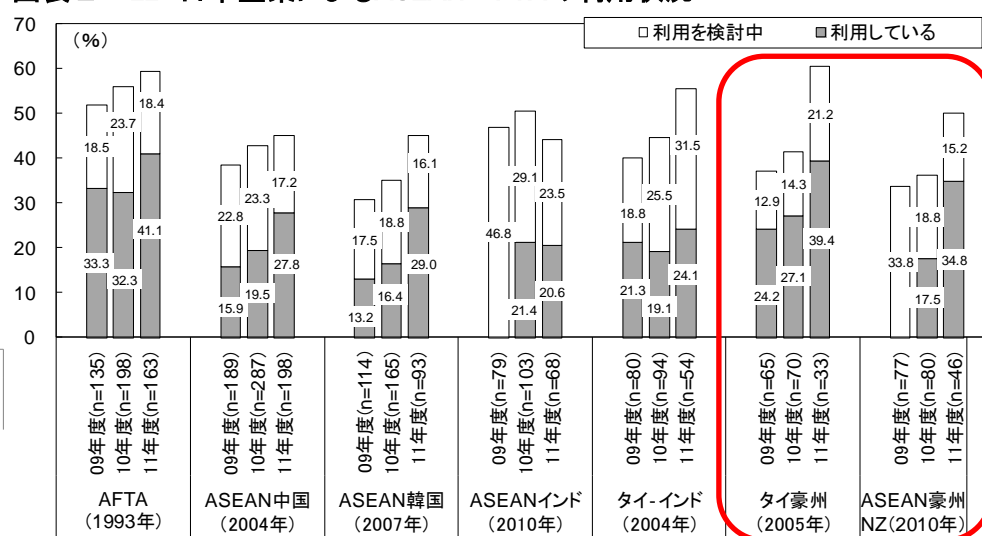 70
(%)
□利用を検討中 ■利用している
60
50
40
30
20
10
0
18.5
33.3
23.7
32.3
18.4
41.1
22.8
15.9
23.3
19.5
17.2
27.8
17.5
13.2
18.8
16.4
16.1
29.0
46.8
29.1
21.4
23.5
20.6
18.8
21.3
25.5
19.1
31.5
24.1
12.9
24.2
14.3
27.1
21.2
39.4
33.8
18.8
17.5
15.2
34.8
09年度(n=135)
10年度(n=198)
11年度(n=163)
09年度(n=189)
10年度(n=287)
11年度(n=198)
09年度(n=114)
10年度(n=165)
11年度(n=93)
09年度(n=79)
10年度(n=103)
11年度(n=68)
09年度(n=80)
10年度(n=94)
11年度(n=54)
09年度(n=65)
10年度(n=70)
11年度(n=33)
09年度(n=77)
10年度(n=80)
11年度(n=46)
AFTA
(1993年)
ASEAN中国
(2004年)
ASEAN韓国
(2007年)
ASEANインド
(2010年)
タイ-インド
(2004年)
タイ豪州
(2005年)
ASEAN豪州
NZ(2010年)